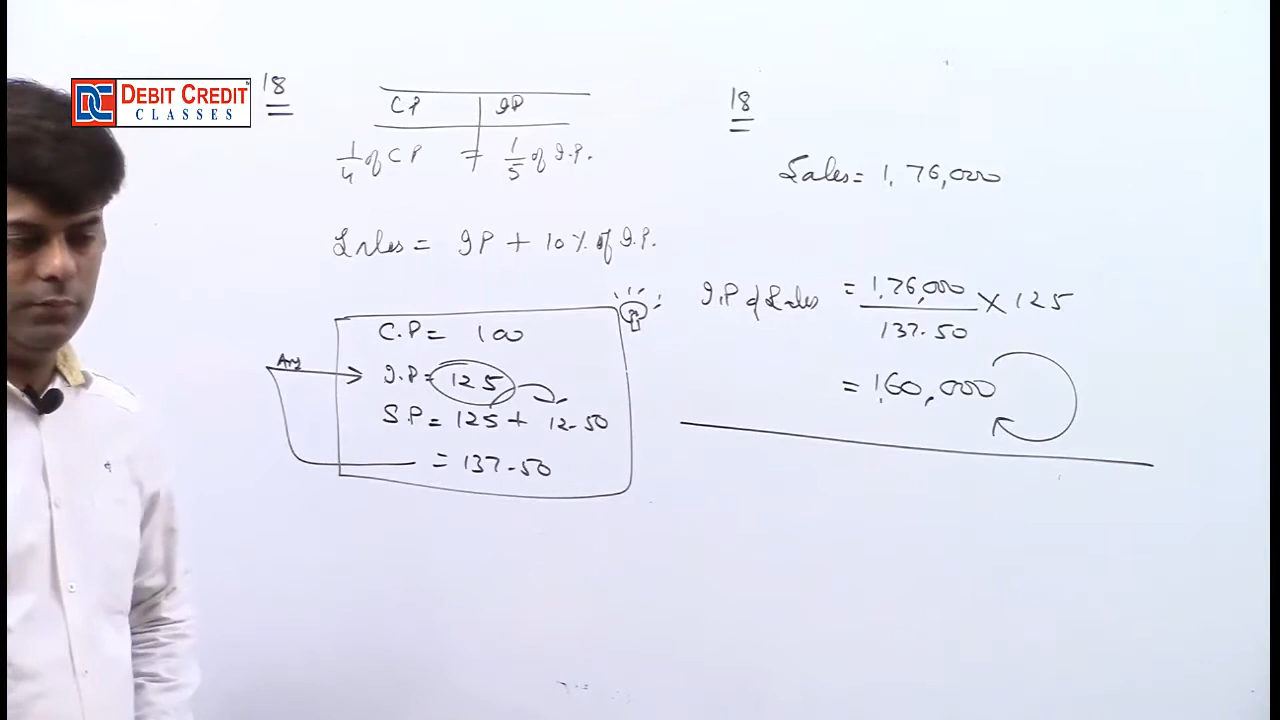 DEBIT CREDIT
CLASSES
18
CP | IP
1/4 of CP = 1/5 of I.P.
Sales = IP + 10% of I.P.
C.P = 100
I.P = 125
S.P = 125 + 12.50
= 137.50
18
Sales = 1,76,000
I.P of Sales = 1,76,000 / 137.50 × 125
= 1,60,000